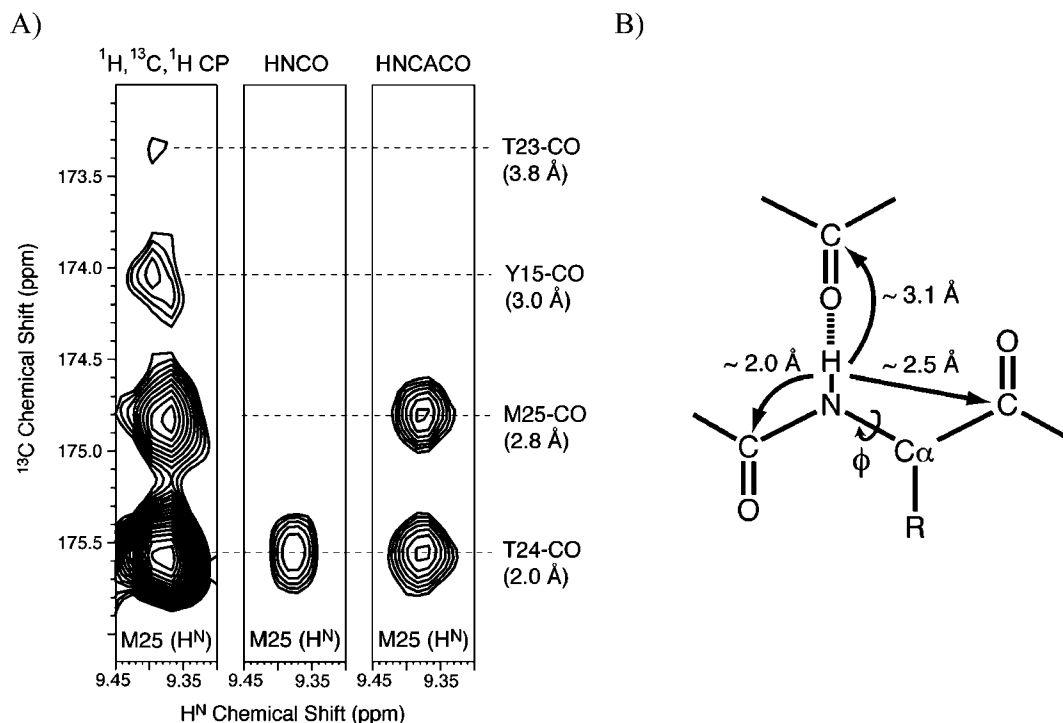 A)
B)
¹H,¹³C,¹H CP
HNCO
HNCACO
¹³C Chemical Shift (ppm)
173.5
174.0
174.5
175.0
175.5
T23-CO
(3.8 Å)
Y15-CO
(3.0 Å)
M25-CO
(2.8 Å)
T24-CO
(2.0 Å)
M25 (Hᴺ)
M25 (Hᴺ)
M25 (Hᴺ)
9.45 9.35
9.45 9.35
9.45 9.35
Hᴺ Chemical Shift (ppm)
C
O
~ 3.1 Å
O
~ 2.0 Å
H
~ 2.5 Å
N
C
C
ϕ
Cα
O
R